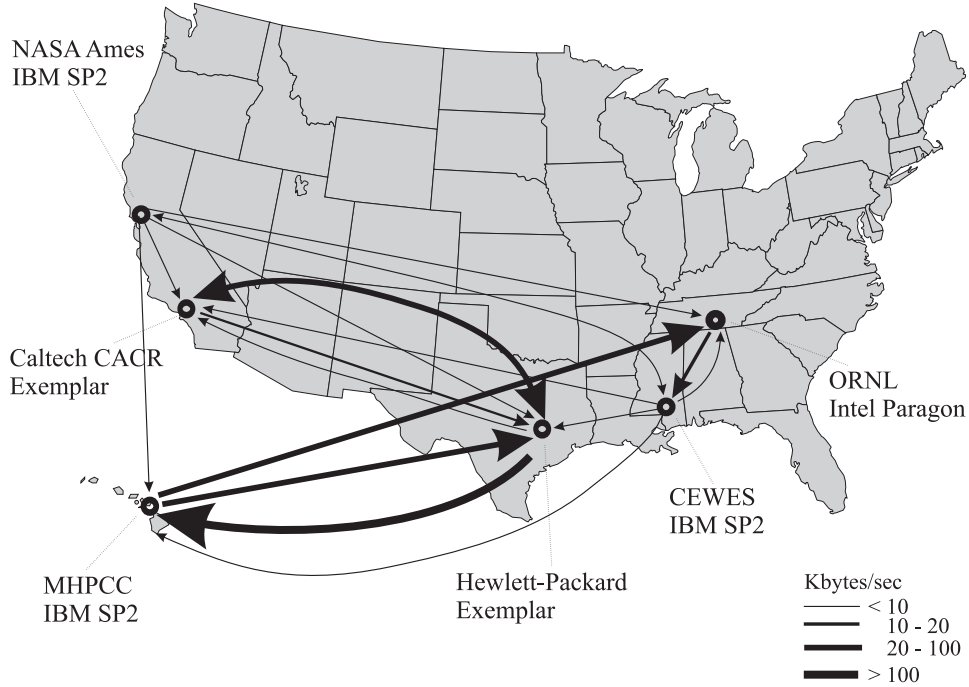 NASA Ames
IBM SP2
Caltech CACR
Exemplar
ORNL
Intel Paragon
CEWES
IBM SP2
MHPCC
IBM SP2
Hewlett-Packard
Exemplar
Kbytes/sec
< 10
10 - 20
20 - 100
> 100